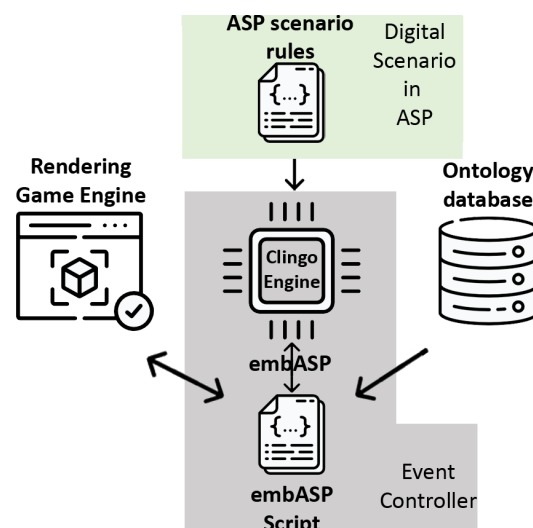 ASP scenario
rules
{...}
Digital
Scenario
in
ASP
Rendering
Game Engine
Ontology
database
Clingo
Engine
embASP
{...}
embASP
Script
Event
Controller